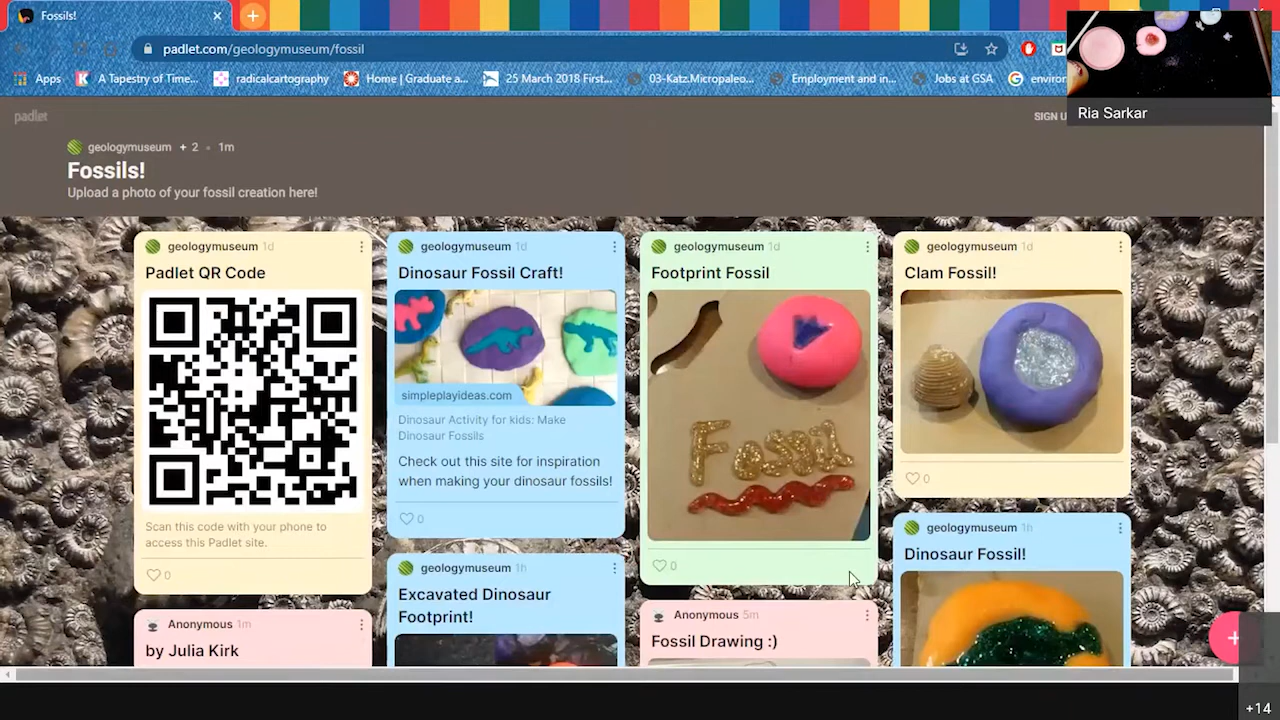 Fossils!
padlet.com/geologymuseum/fossil
Apps
A Tapestry of Time...
radicalcartography
Home | Graduate a...
25 March 2018 First...
03-Katz.Micropaleo...
Employment and in...
Jobs at GSA
environ
Ria Sarkar
padlet
SIGN U
geologymuseum + 2 • 1m
Fossils!
Upload a photo of your fossil creation here!
geologymuseum 1d
Padlet QR Code
Scan this code with your phone to
access this Padlet site.
0
Anonymous 1m
by Julia Kirk
geologymuseum 1d
Dinosaur Fossil Craft!
simpleplayideas.com
Dinosaur Activity for kids: Make
Dinosaur Fossils
Check out this site for inspiration
when making your dinosaur fossils!
0
geologymuseum 1h
Excavated Dinosaur
Footprint!
geologymuseum 1d
Footprint Fossil
Fossil
0
Anonymous 5m
Fossil Drawing :)
geologymuseum 1d
Clam Fossil!
0
geologymuseum 1h
Dinosaur Fossil!
+14